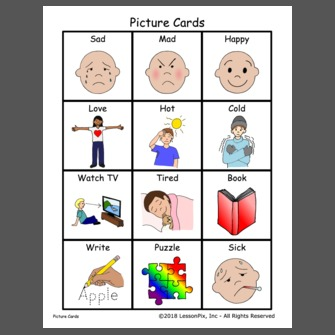 Picture Cards
Sad Mad Happy
Love Hot Cold
Watch TV Tired Book
Write Puzzle Sick
Apple
Picture Cards ©2018 LessonPix, Inc - All Rights Reserved